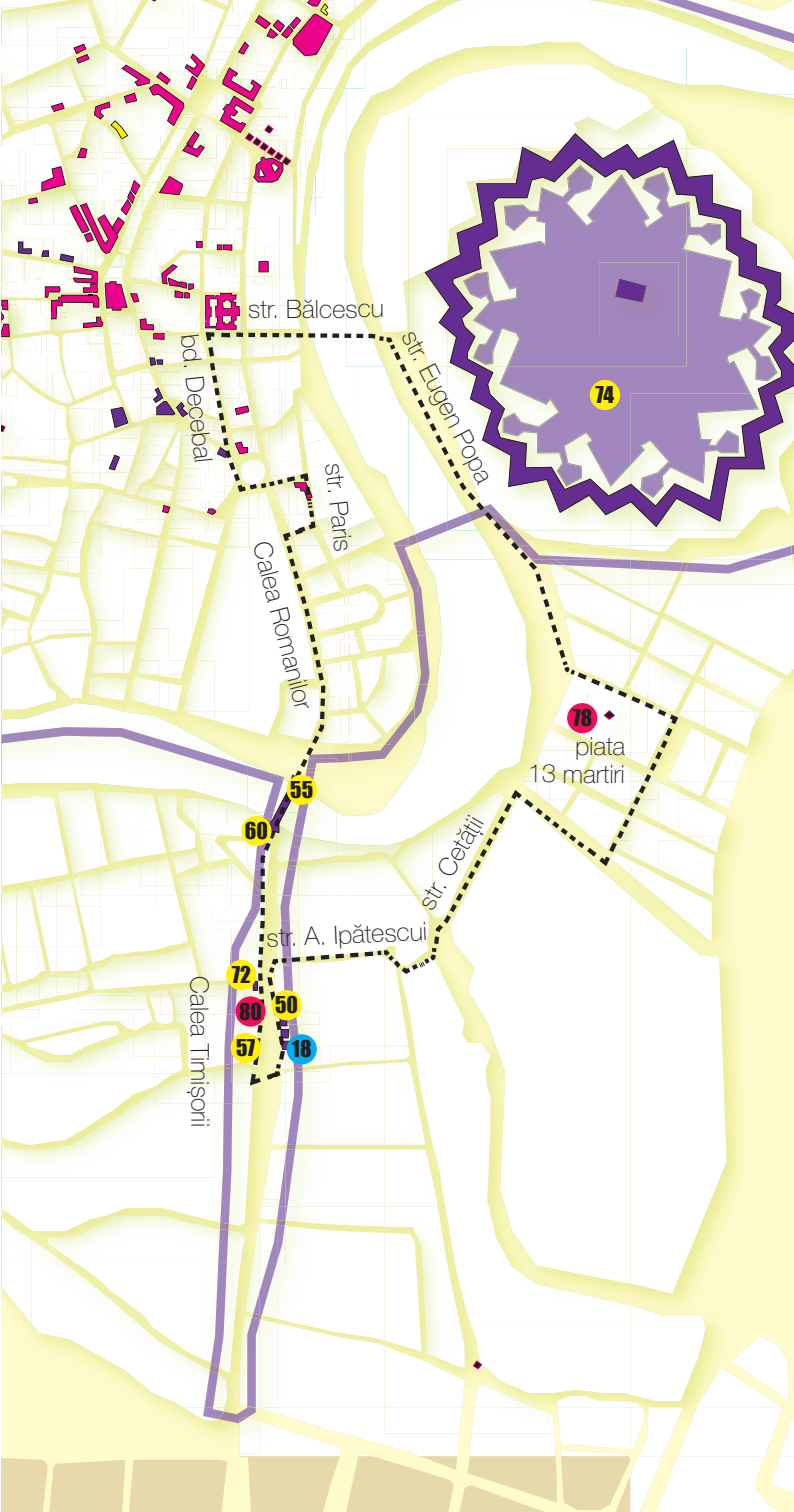 str. Bălcescu
bd. Decebal
str. Eugen Popa
74
str. Paris
Calea Romanilor
78
piata
13 martiri
55
60
str. Cetății
str. A. Ipătescui
72
50
80
57
18
Calea Timișorii